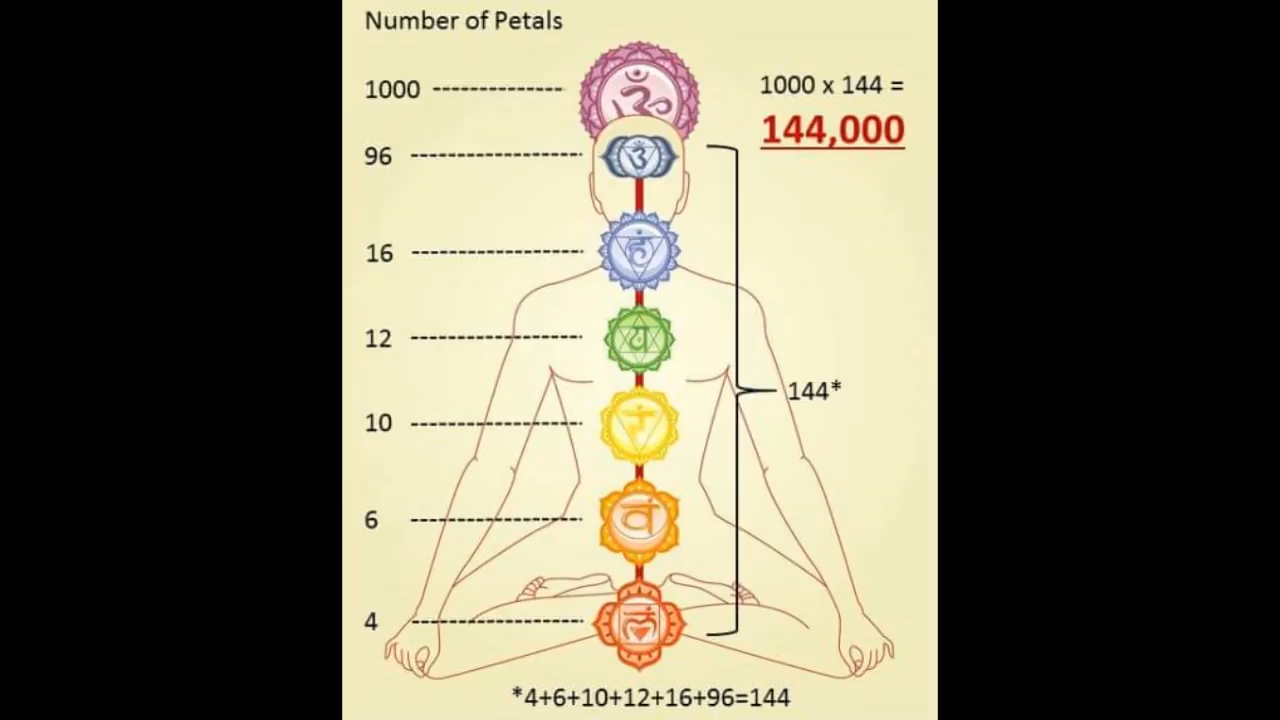 Number of Petals
1000
1000 x 144 =
144,000
ॐ
96
३
16
हं
12
यं
10
रं
144*
6
वं
4
लं
*4+6+10+12+16+96=144